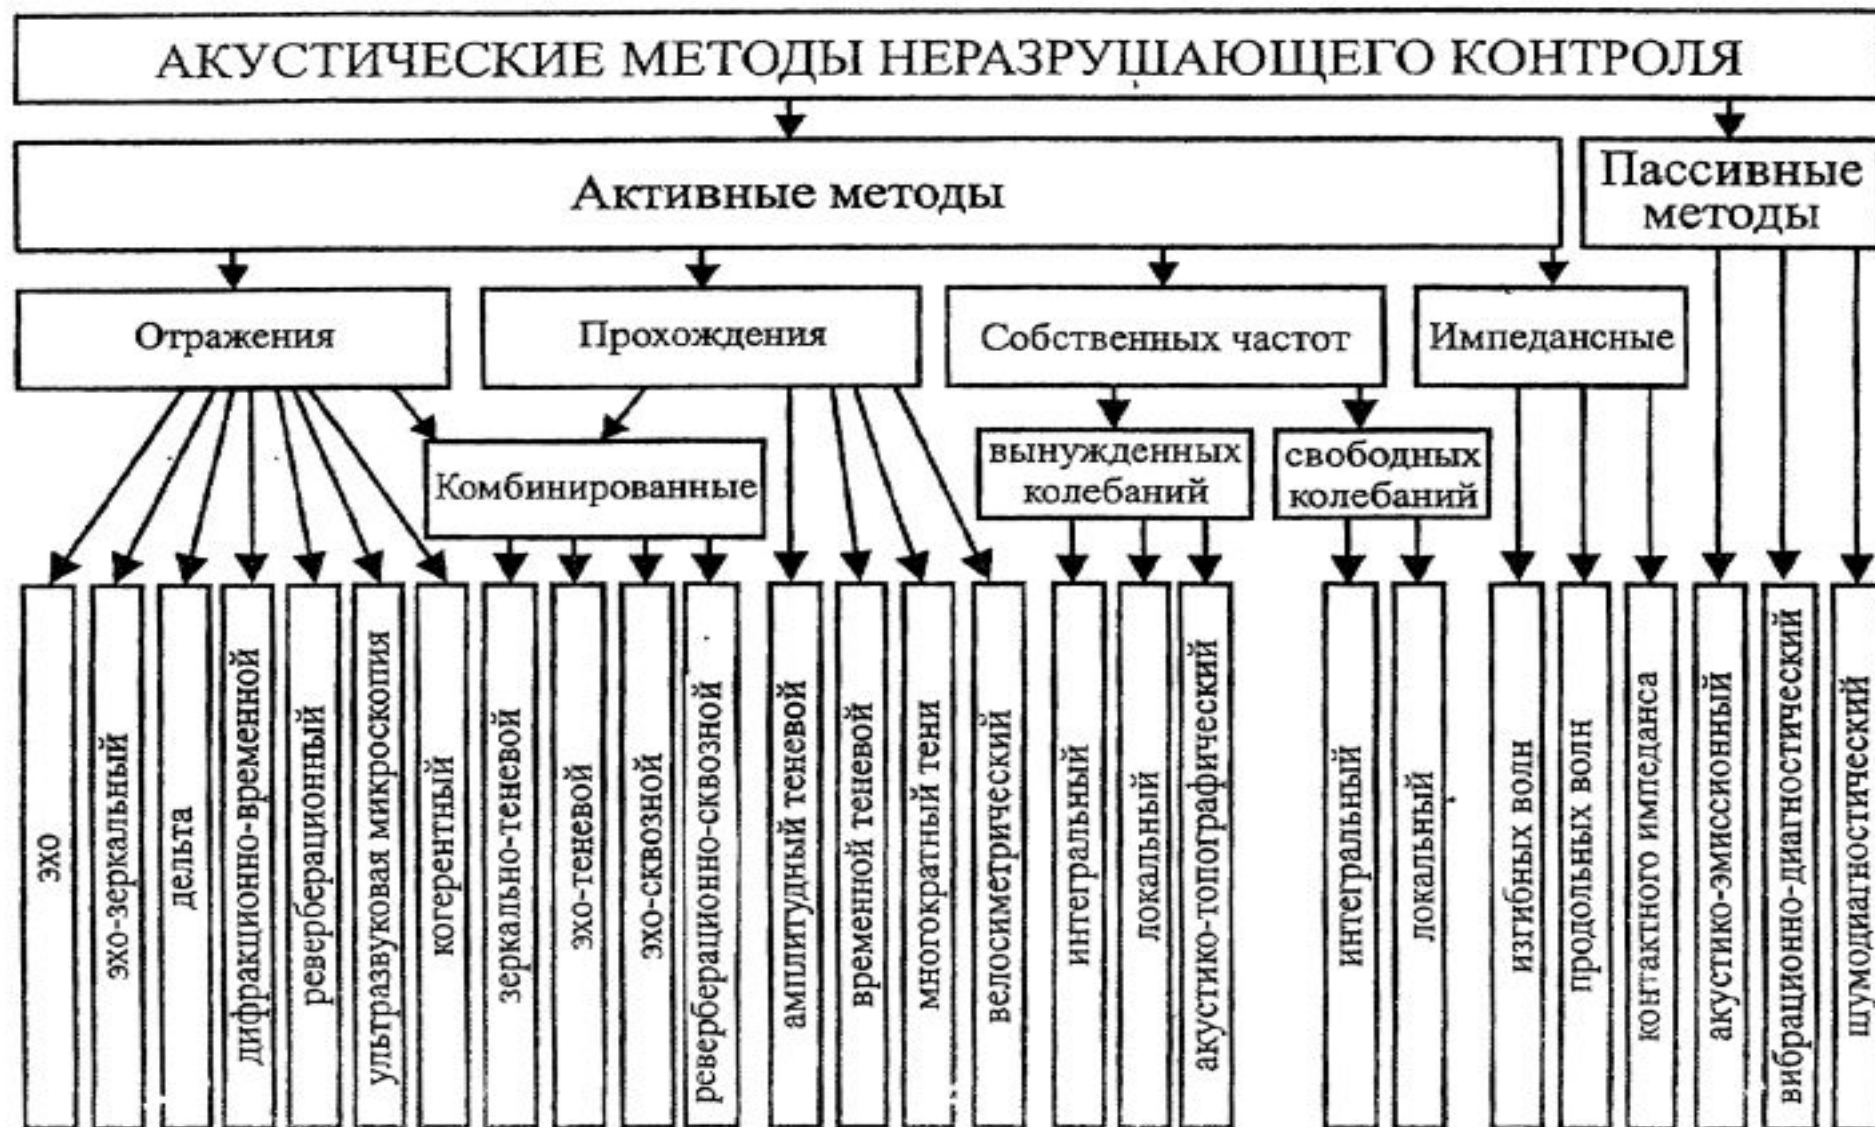 АКУСТИЧЕСКИЕ МЕТОДЫ НЕРАЗРУШАЮЩЕГО КОНТРОЛЯ
Активные методы
Пассивные
методы
Отражения
Прохождения
Собственных частот
Импедансные
Комбинированные
вынужденных
колебаний
свободных
колебаний
эхо
эхо-зеркальный
дельта
дифракционно-временной
реверберационный
ультразвуковая микроскопия
когерентный
зеркально-теневой
эхо-теневой
эхо-сквозной
реверберационно-сквозной
амплитудный теневой
временной теневой
многократный тени
велосиметрический
интегральный
локальный
акустико-топографический
интегральный
локальный
изгибных волн
продольных волн
контактного импеданса
акустико-эмиссионный
вибрационно-диагностический
шумодиагностический